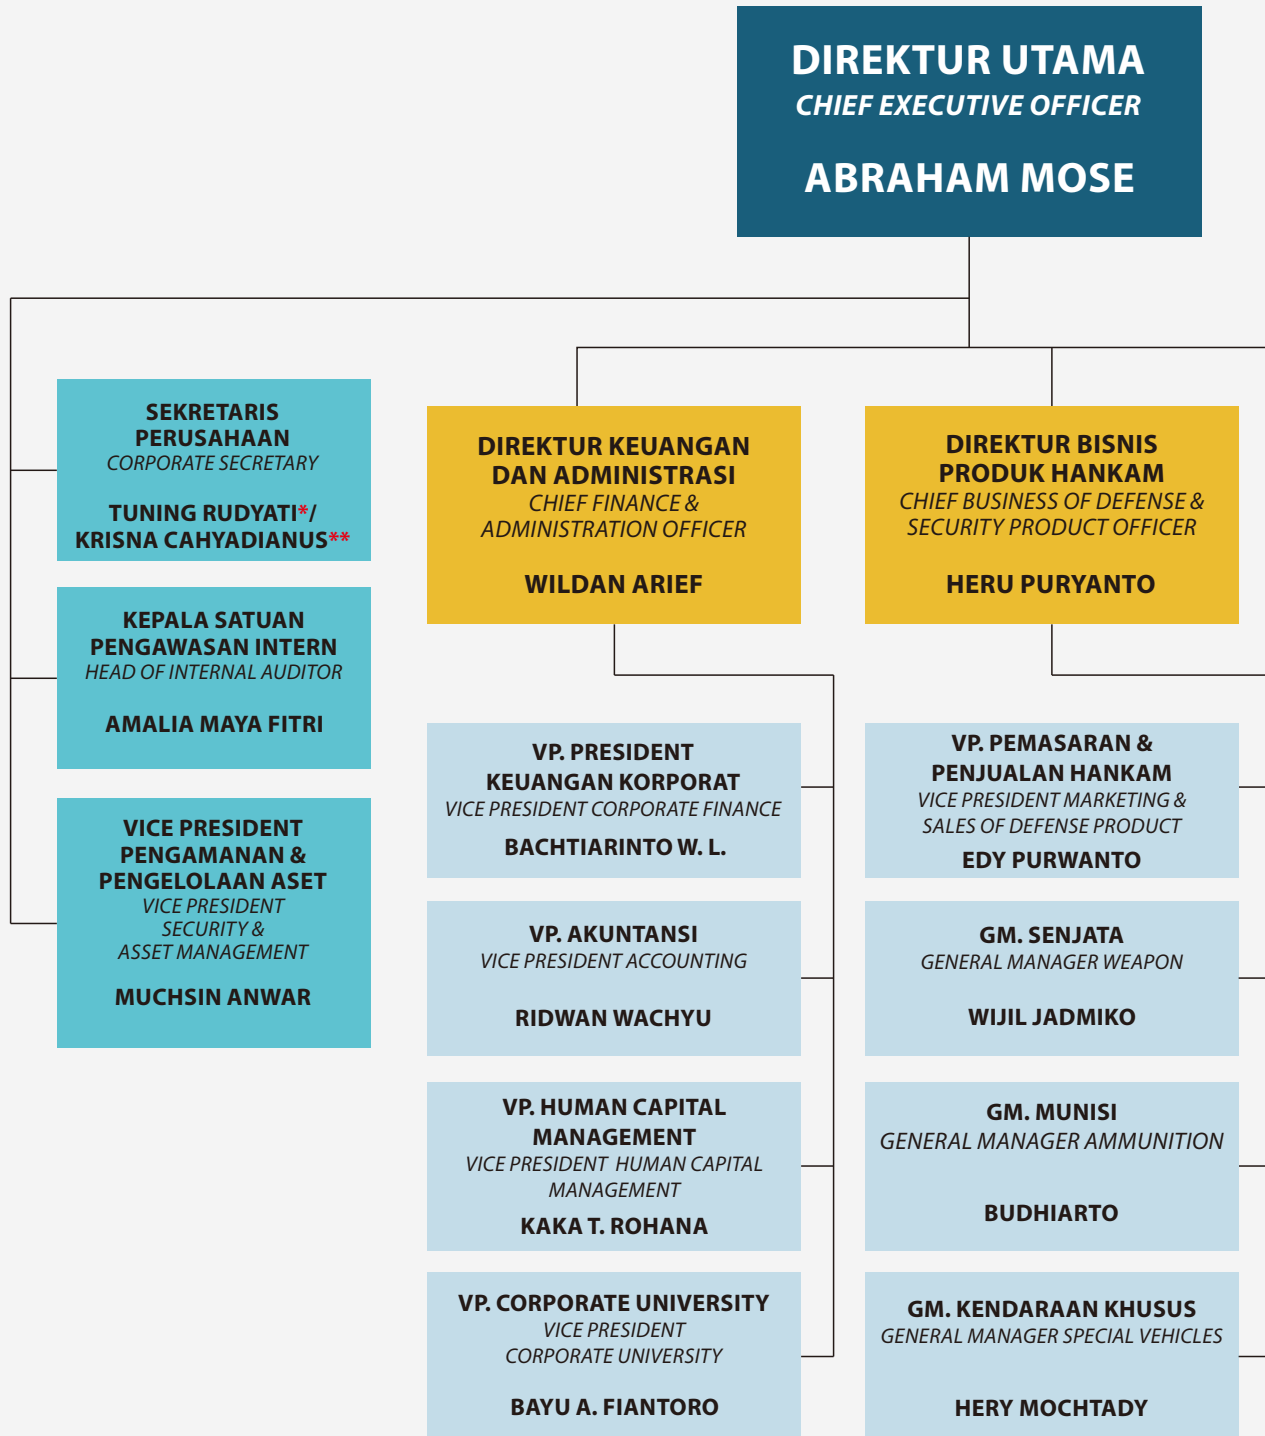 DIREKTUR UTAMA
CHIEF EXECUTIVE OFFICER
ABRAHAM MOSE
SEKRETARIS
PERUSAHAAN
CORPORATE SECRETARY
TUNING RUDYATI*/
KRISNA CAHYADIANUS**
KEPALA SATUAN
PENGAWASAN INTERN
HEAD OF INTERNAL AUDITOR
AMALIA MAYA FITRI
VICE PRESIDENT
PENGAMANAN &
PENGELOLAAN ASET
VICE PRESIDENT
SECURITY &
ASSET MANAGEMENT
MUCHSIN ANWAR
DIREKTUR KEUANGAN
DAN ADMINISTRASI
CHIEF FINANCE &
ADMINISTRATION OFFICER
WILDAN ARIEF
VP. PRESIDENT
KEUANGAN KORPORAT
VICE PRESIDENT CORPORATE FINANCE
BACHTIARINTO W. L.
VP. AKUNTANSI
VICE PRESIDENT ACCOUNTING
RIDWAN WACHYU
VP. HUMAN CAPITAL
MANAGEMENT
VICE PRESIDENT HUMAN CAPITAL
MANAGEMENT
KAKA T. ROHANA
VP. CORPORATE UNIVERSITY
VICE PRESIDENT
CORPORATE UNIVERSITY
BAYU A. FIANTORO
DIREKTUR BISNIS
PRODUK HANKAM
CHIEF BUSINESS OF DEFENSE &
SECURITY PRODUCT OFFICER
HERU PURYANTO
VP. PEMASARAN &
PENJUALAN HANKAM
VICE PRESIDENT MARKETING &
SALES OF DEFENSE PRODUCT
EDY PURWANTO
GM. SENJATA
GENERAL MANAGER WEAPON
WIJIL JADMIKO
GM. MUNISI
GENERAL MANAGER AMMUNITION
BUDHIARTO
GM. KENDARAAN KHUSUS
GENERAL MANAGER SPECIAL VEHICLES
HERY MOCHTADY